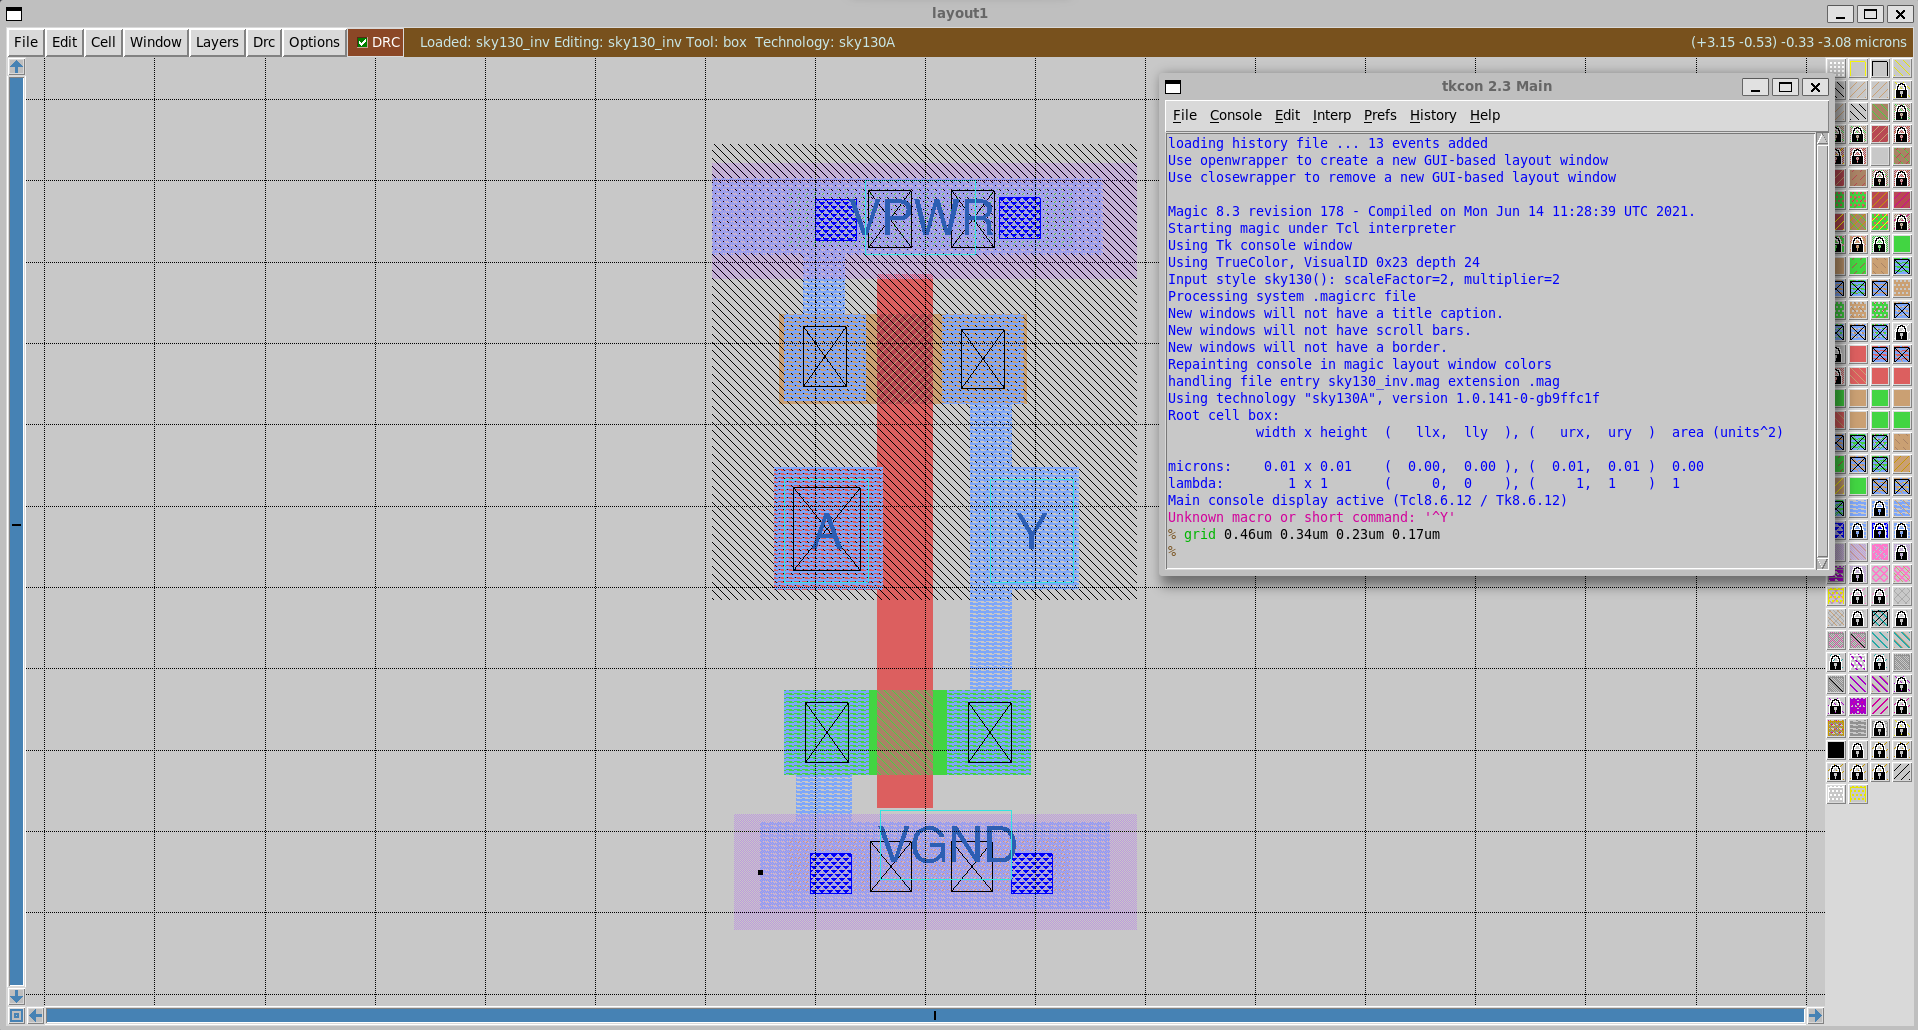 layout1
File Edit Cell Window Layers Drc Options DRC Loaded: sky130_inv Editing: sky130_inv Tool: box Technology: sky130A (+3.15 -0.53) -0.33 -3.08 microns
tkcon 2.3 Main
File Console Edit Interp Prefs History Help
loading history file ... 13 events added
Use openwrapper to create a new GUI-based layout window
Use closewrapper to remove a new GUI-based layout window
Magic 8.3 revision 178 - Compiled on Mon Jun 14 11:28:39 UTC 2021.
Starting magic under Tcl interpreter
Using Tk console window
Using TrueColor, VisualID 0x23 depth 24
Input style sky130(): scaleFactor=2, multiplier=2
Processing system .magicrc file
New windows will not have a title caption.
New windows will not have scroll bars.
New windows will not have a border.
Repainting console in magic layout window colors
handling file entry sky130_inv.mag extension .mag
Using technology "sky130A", version 1.0.141-0-gb9ffc1f
Root cell box:
width x height ( llx, lly ), ( urx, ury ) area (units^2)
microns: 0.01 x 0.01 ( 0.00, 0.00 ), ( 0.01, 0.01 ) 0.00
lambda: 1 x 1 ( 0, 0 ), ( 1, 1 ) 1
Main console display active (Tcl8.6.12 / Tk8.6.12)
Unknown macro or short command: '^Y'
% grid 0.46um 0.34um 0.23um 0.17um
%
VPWR
A Y
VGND